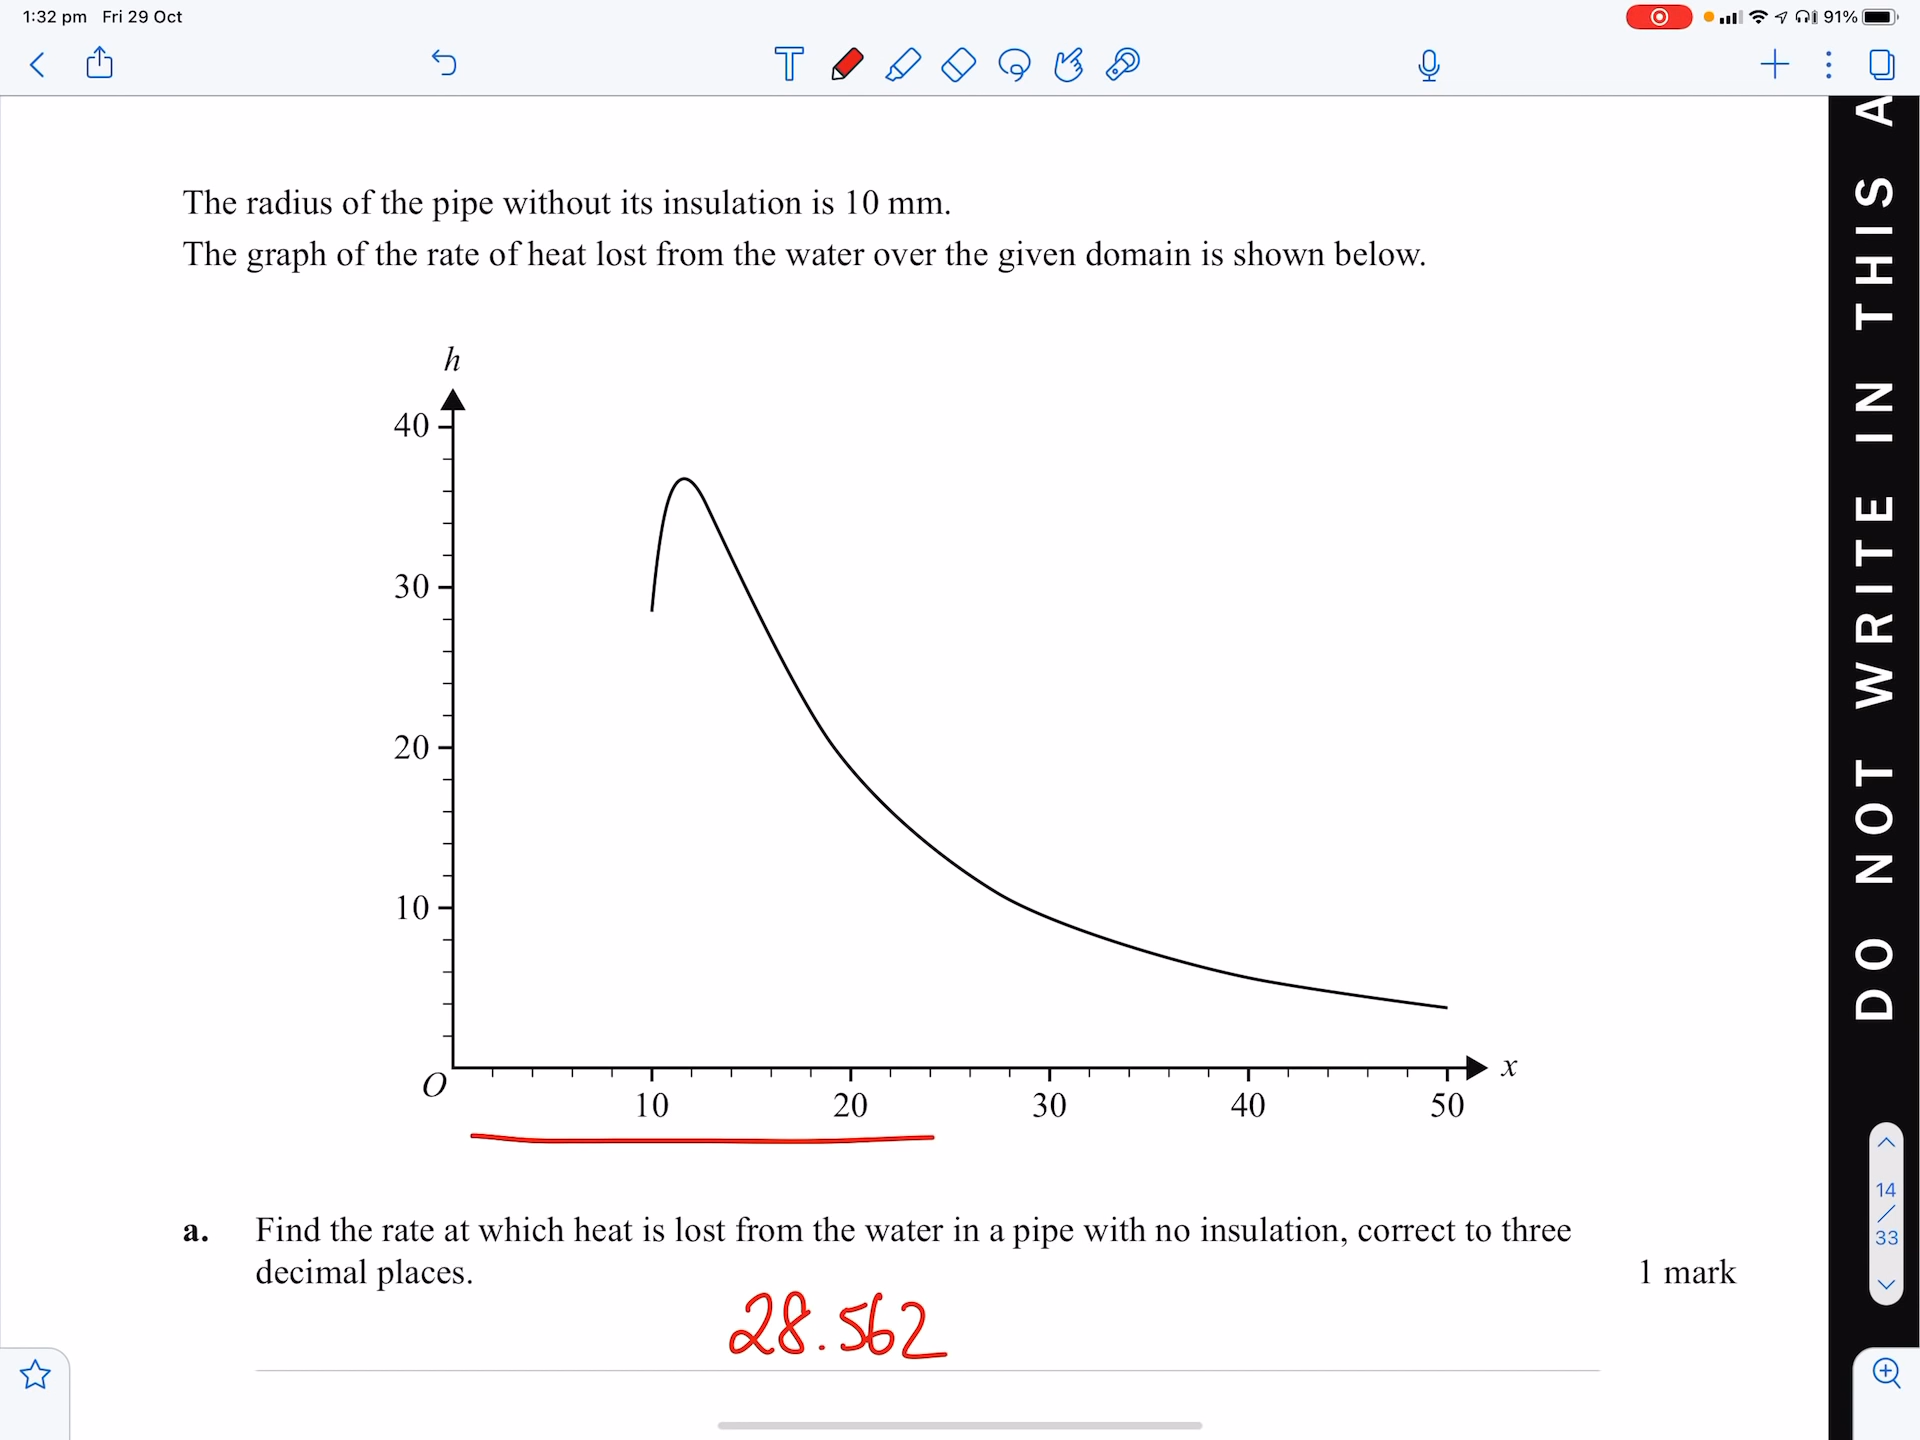 1:32 pm Fri 29 Oct
91%
The radius of the pipe without its insulation is 10 mm.
The graph of the rate of heat lost from the water over the given domain is shown below.
h
40
30
20
10
O
10 20 30 40 50
x
a. Find the rate at which heat is lost from the water in a pipe with no insulation, correct to three
decimal places.
1 mark
28.562
DO NOT WRITE IN THIS A
14
/
33